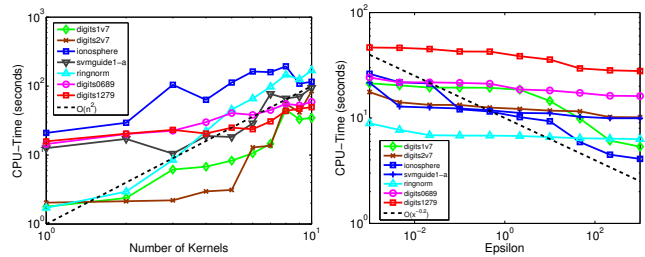 10³
10²
10¹
10⁰
CPU−Time (seconds)
digits1v7
digits2v7
ionosphere
svmguide1−a
ringnorm
digits0689
digits1279
O(n²)
10⁰
10¹
Number of Kernels
10²
10¹
10⁰
CPU−Time (seconds)
digits1v7
digits2v7
ionosphere
svmguide1−a
ringnorm
digits0689
digits1279
O(x⁻⁰·²)
10⁻²
10⁰
10²
Epsilon